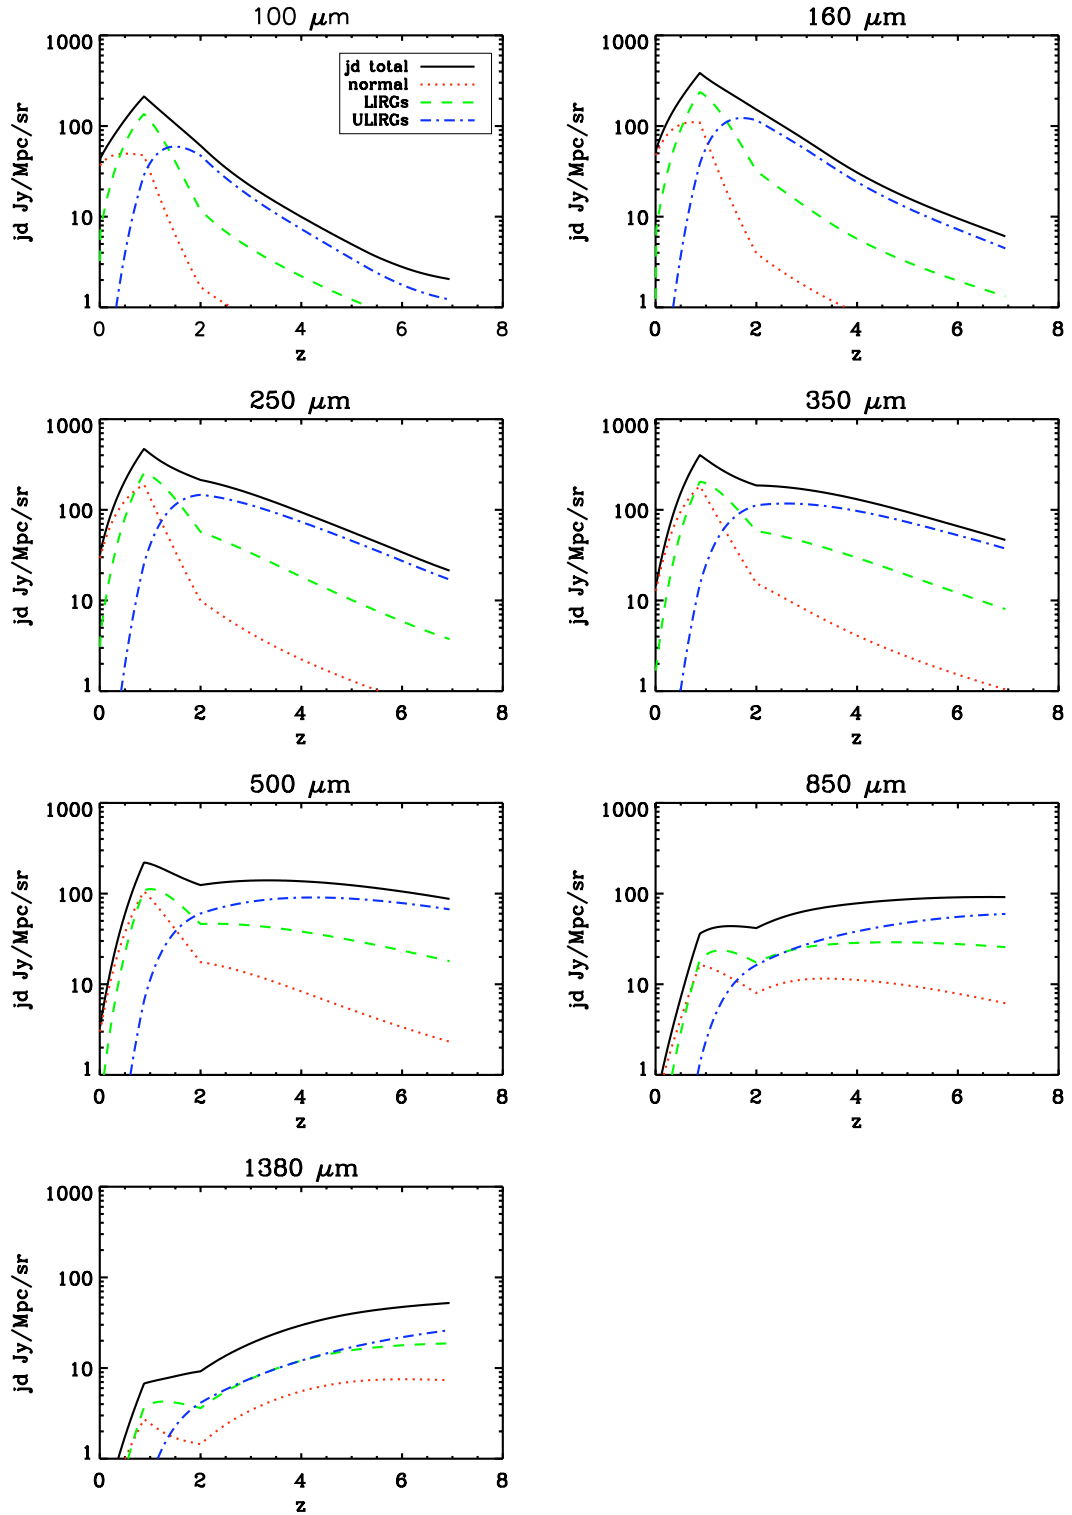 100 μm
1000
100
10
1
jd Jy/Mpc/sr
jd total
normal
LIRGs
ULIRGs
0 2 4 6 8
z
160 μm
1000
100
10
1
jd Jy/Mpc/sr
0 2 4 6 8
z
250 μm
1000
100
10
1
jd Jy/Mpc/sr
0 2 4 6 8
z
350 μm
1000
100
10
1
jd Jy/Mpc/sr
0 2 4 6 8
z
500 μm
1000
100
10
1
jd Jy/Mpc/sr
0 2 4 6 8
z
850 μm
1000
100
10
1
jd Jy/Mpc/sr
0 2 4 6 8
z
1380 μm
1000
100
10
1
jd Jy/Mpc/sr
0 2 4 6 8
z